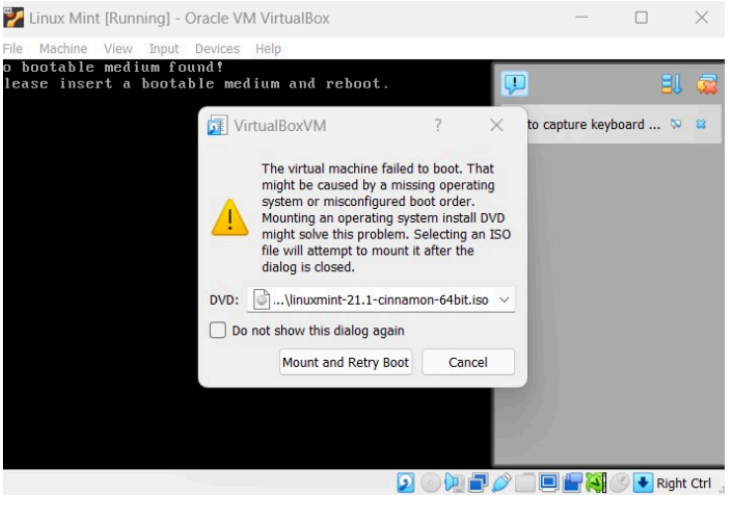 Linux Mint [Running] - Oracle VM VirtualBox
File Machine View Input Devices Help
o bootable medium found!
lease insert a bootable medium and reboot.
to capture keyboard ...
VirtualBoxVM ?
The virtual machine failed to boot. That
might be caused by a missing operating
system or misconfigured boot order.
Mounting an operating system install DVD
might solve this problem. Selecting an ISO
file will attempt to mount it after the
dialog is closed.
DVD: ...\linuxmint-21.1-cinnamon-64bit.iso
Do not show this dialog again
Mount and Retry Boot Cancel
Right Ctrl